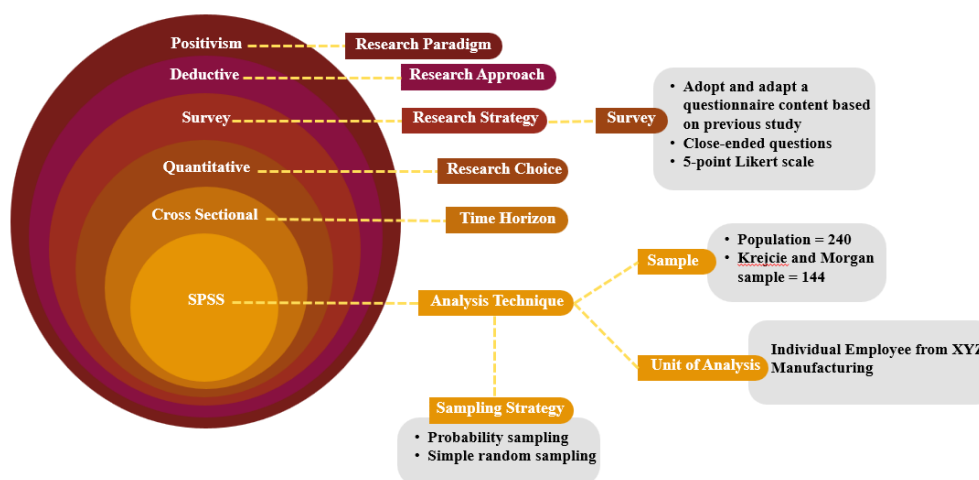 Positivism
Research Paradigm
Deductive
Research Approach
Survey
Research Strategy
Survey
• Adopt and adapt a
questionnaire content based
on previous study
• Close-ended questions
• 5-point Likert scale
Quantitative
Research Choice
Cross Sectional
Time Horizon
SPSS
Analysis Technique
Sample
• Population = 240
• Krejcie and Morgan
sample = 144
Unit of Analysis
Individual Employee from XYZ
Manufacturing
Sampling Strategy
• Probability sampling
• Simple random sampling